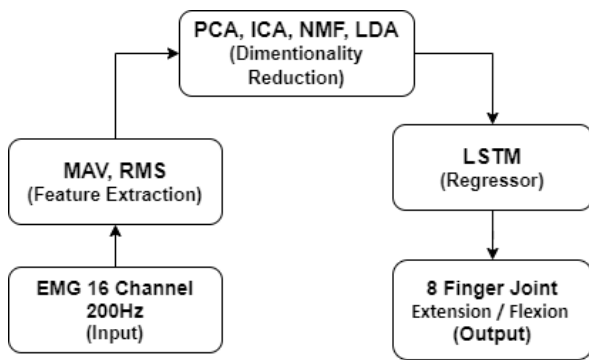 PCA, ICA, NMF, LDA
(Dimentionality
Reduction)
MAV, RMS
(Feature Extraction)
LSTM
(Regressor)
EMG 16 Channel
200Hz
(Input)
8 Finger Joint
Extension / Flexion
(Output)